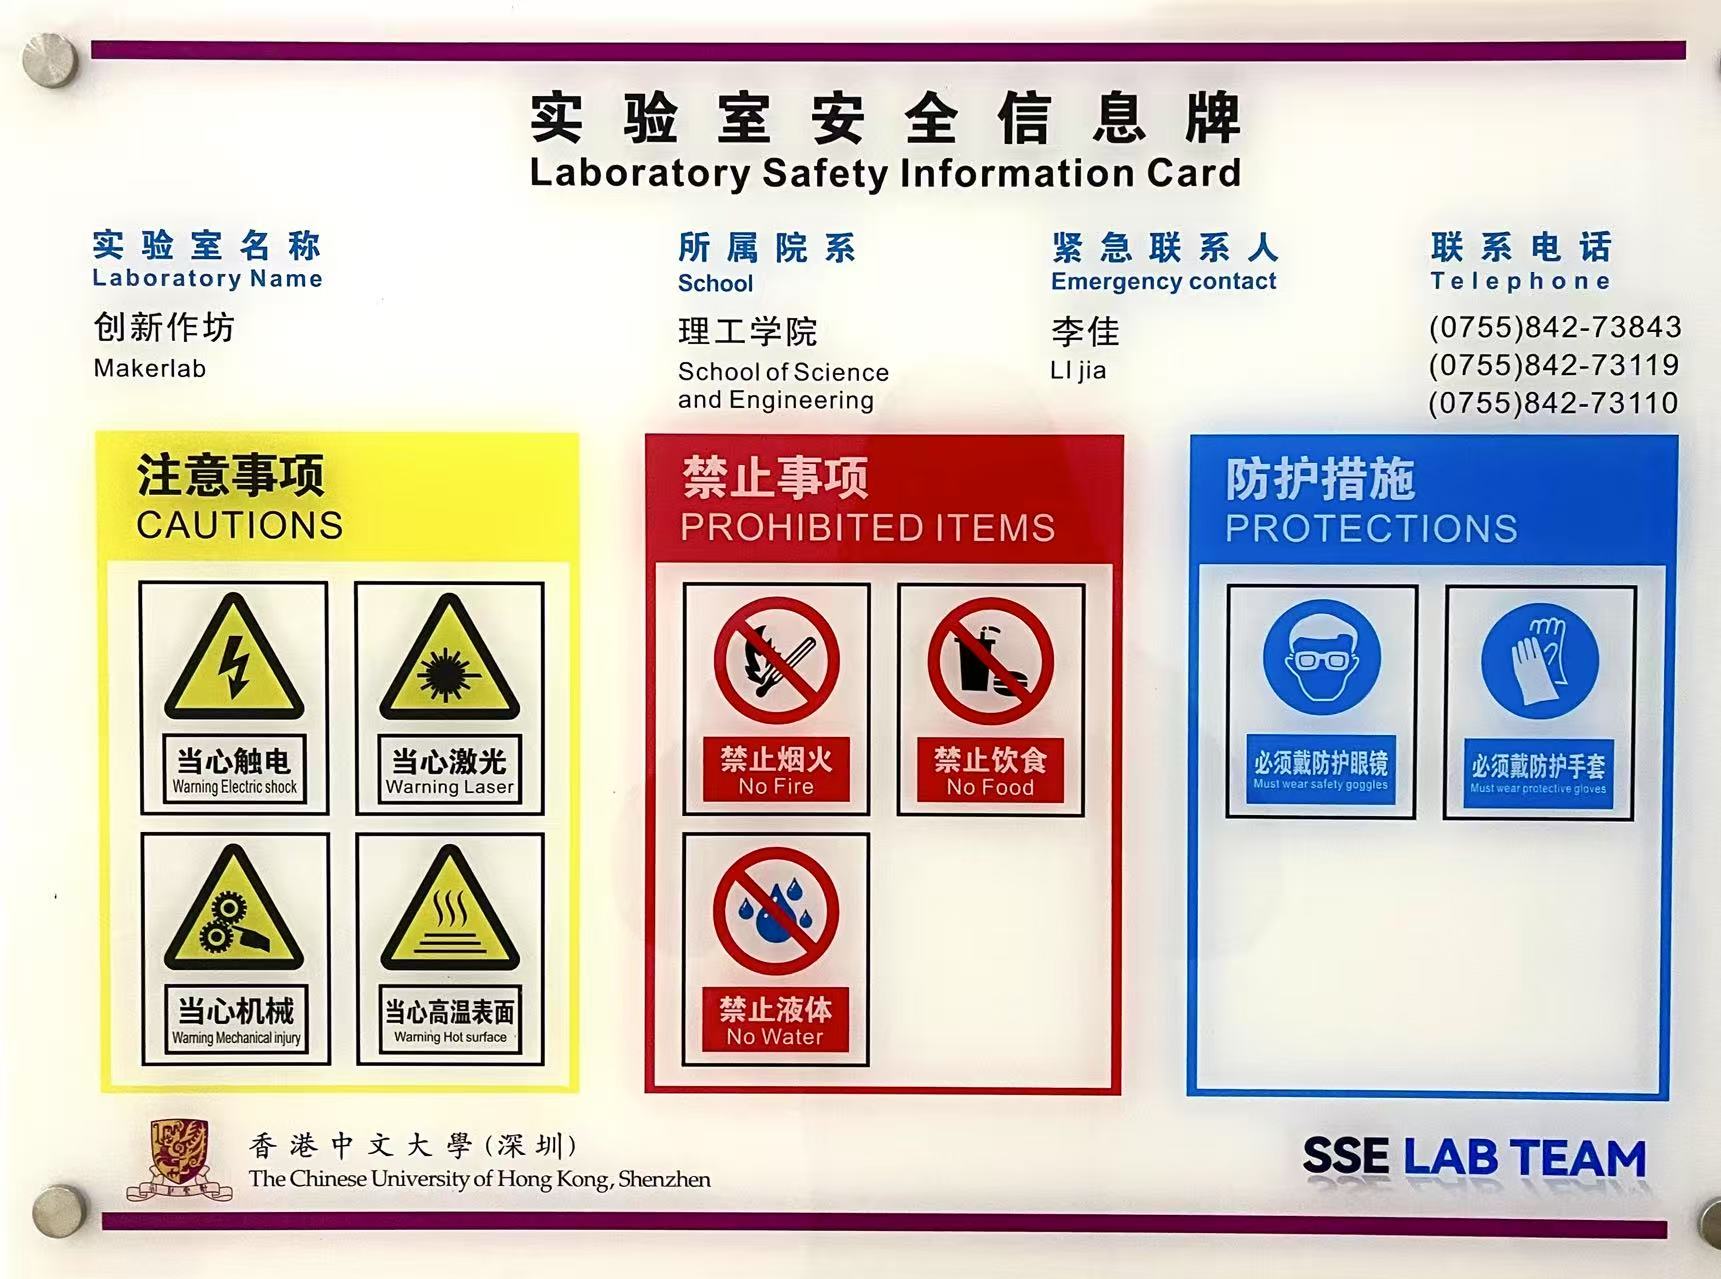 实验室安全信息牌
Laboratory Safety Information Card
实验室名称
Laboratory Name
创新作坊
Makerlab
所属院系
School
理工学院
School of Science
and Engineering
紧急联系人
Emergency contact
李佳
LI jia
联系电话
Telephone
(0755)842-73843
(0755)842-73119
(0755)842-73110
注意事项
CAUTIONS
当心触电
Warning Electric shock
当心激光
Warning Laser
当心机械
Warning Mechanical injury
当心高温表面
Warning Hot surface
禁止事项
PROHIBITED ITEMS
禁止烟火
No Fire
禁止饮食
No Food
禁止液体
No Water
防护措施
PROTECTIONS
必须戴防护眼镜
Must wear safety goggles
必须戴防护手套
Must wear protective gloves
香港中文大學(深圳)
The Chinese University of Hong Kong, Shenzhen
SSE LAB TEAM